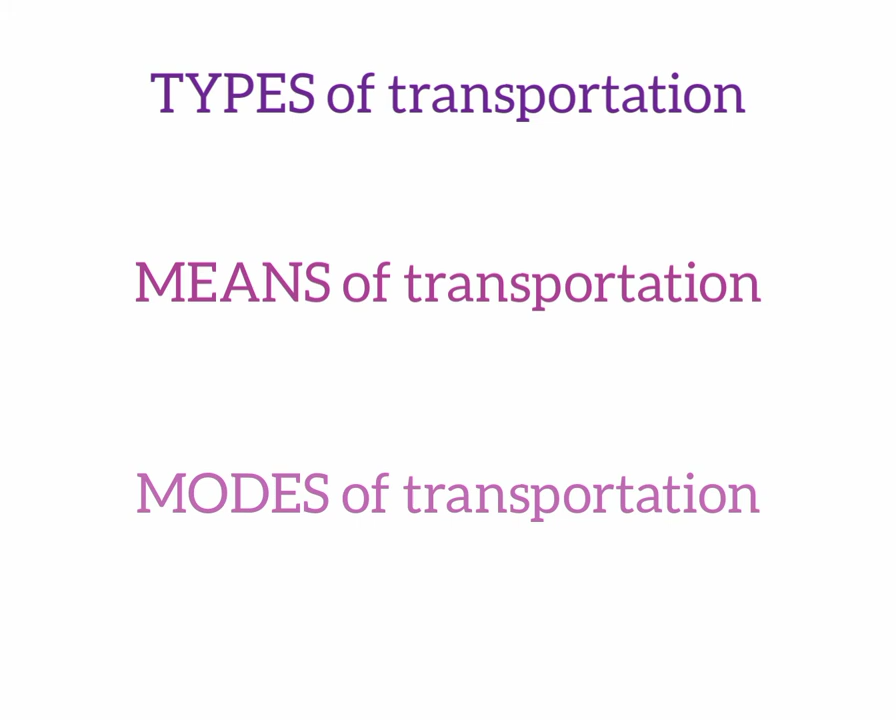 TYPES of transportation
MEANS of transportation
MODES of transportation